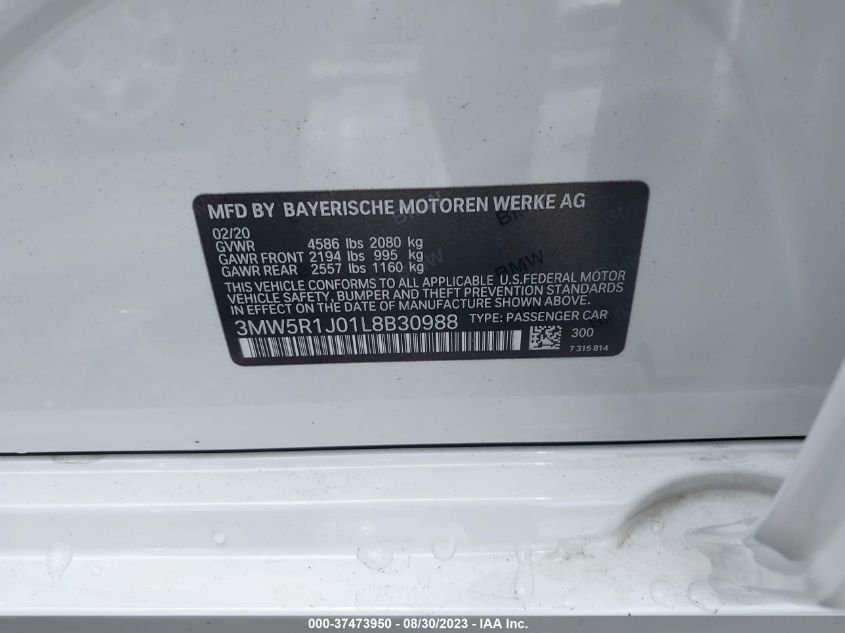 MFD BY BAYERISCHE MOTOREN WERKE AG
02/20
GVWR 4586 lbs 2080 kg
GAWR FRONT 2194 lbs 995 kg
GAWR REAR 2557 lbs 1160 kg
THIS VEHICLE CONFORMS TO ALL APPLICABLE U.S.FEDERAL MOTOR
VEHICLE SAFETY, BUMPER AND THEFT PREVENTION STANDARDS
IN EFFECT ON THE DATE OF MANUFACTURE SHOWN ABOVE.
3MW5R1J01L8B30988 TYPE: PASSENGER CAR
300
7 315 814
000-37473950 - 08/30/2023 - IAA Inc.